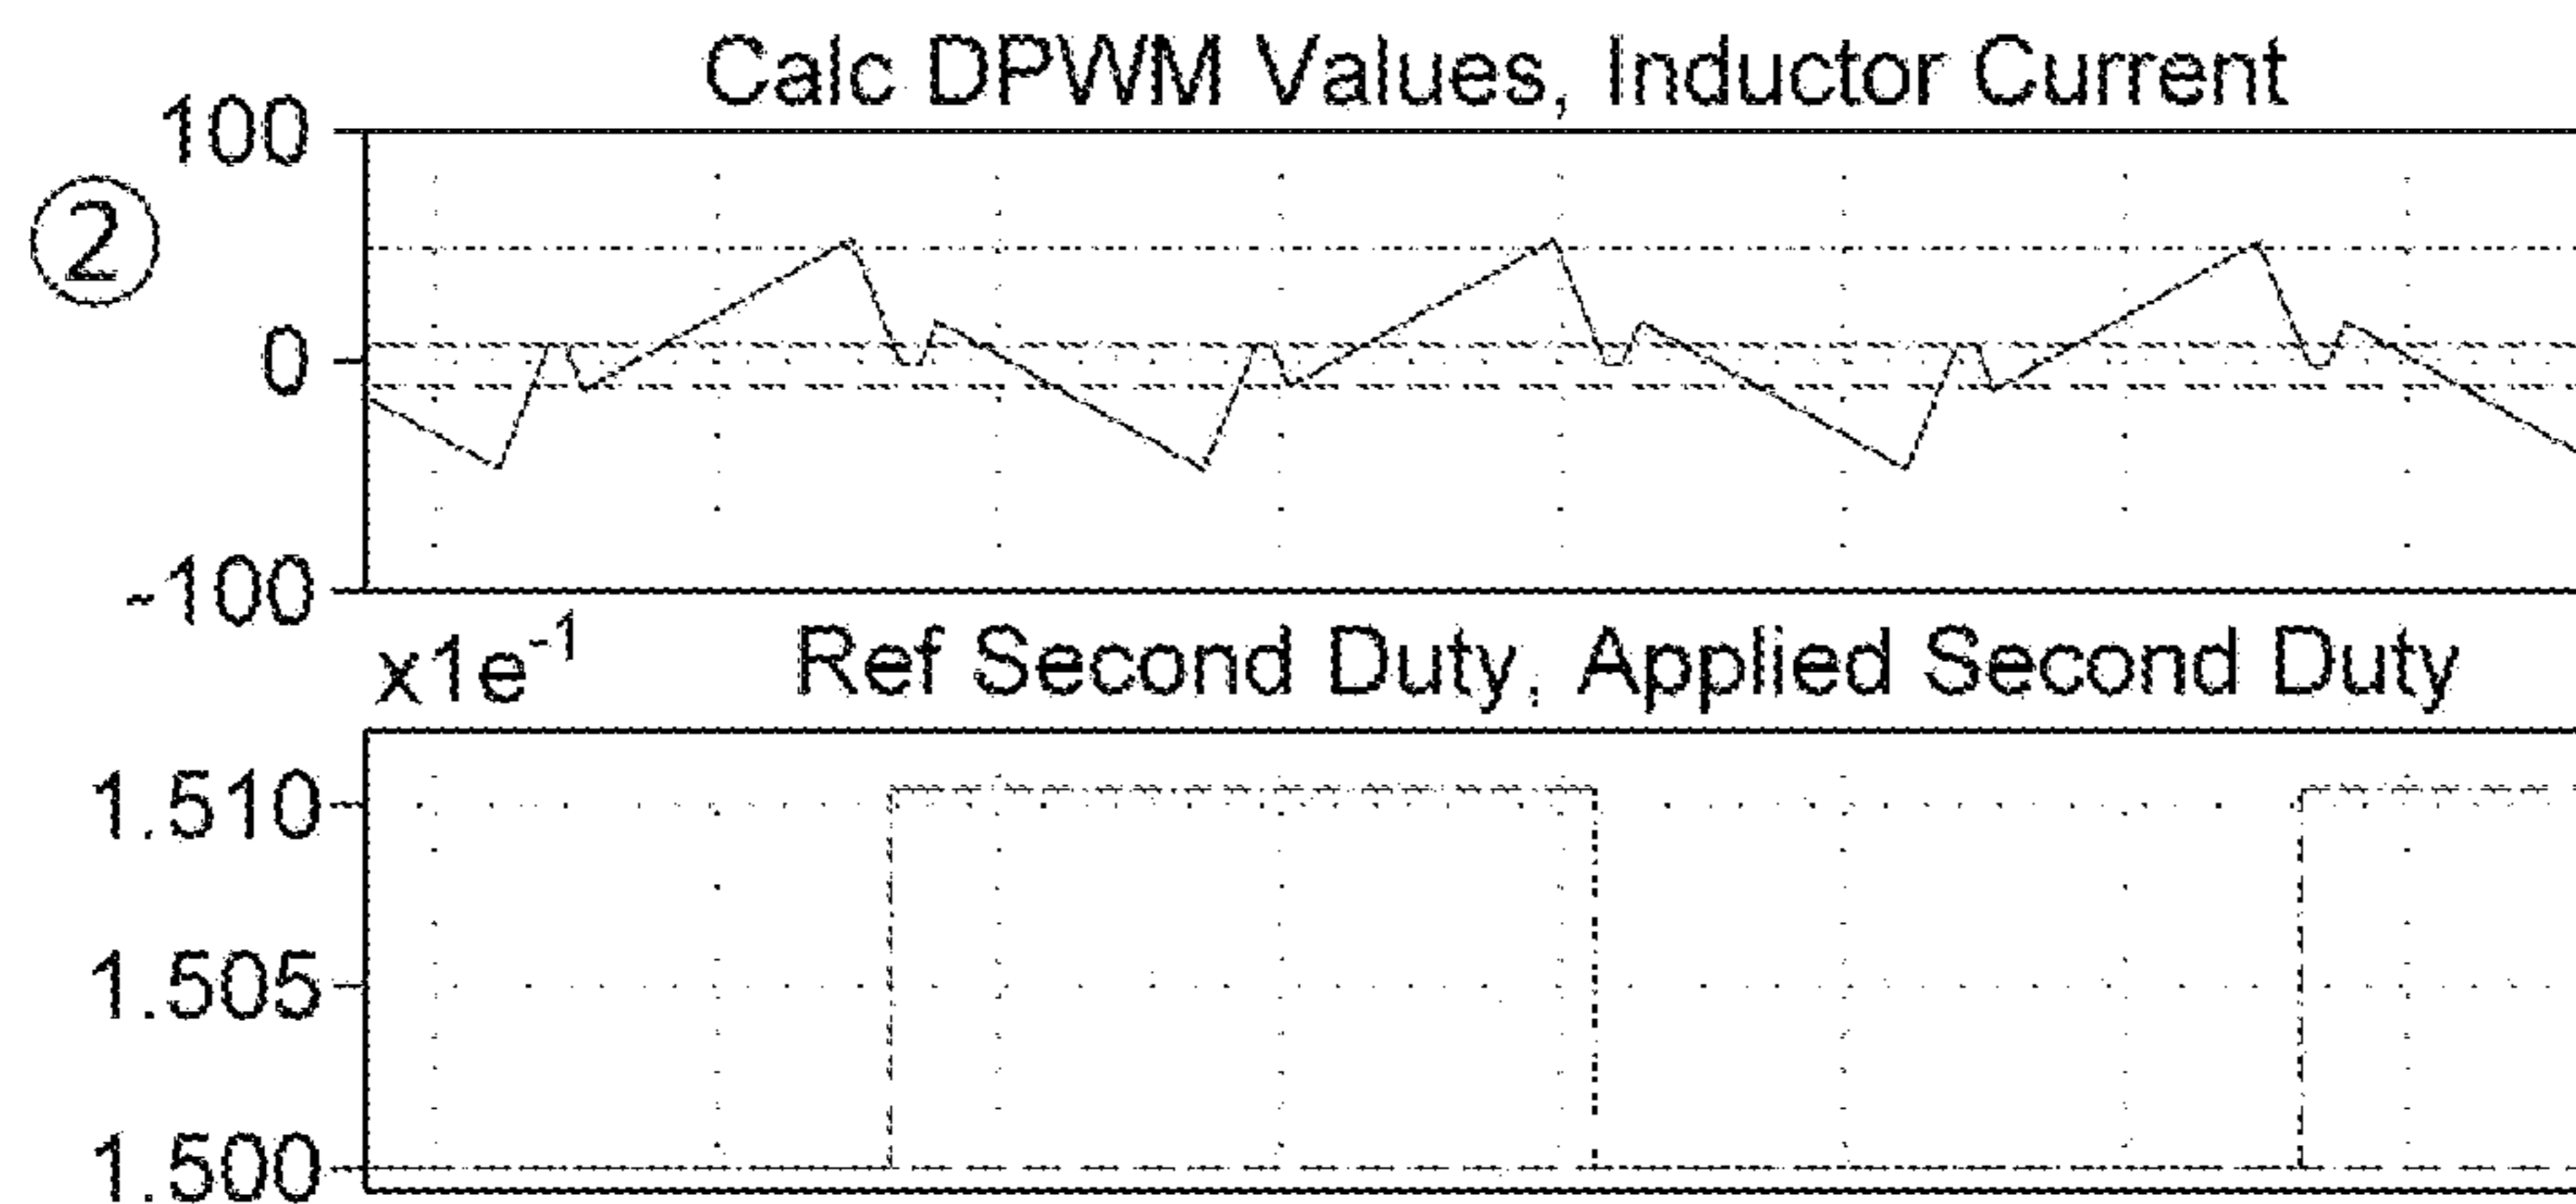 Calc DPWM Values, Inductor Current
100
②
0
-100
x1e⁻¹
Ref Second Duty, Applied Second Duty
1.510
1.505
1.500